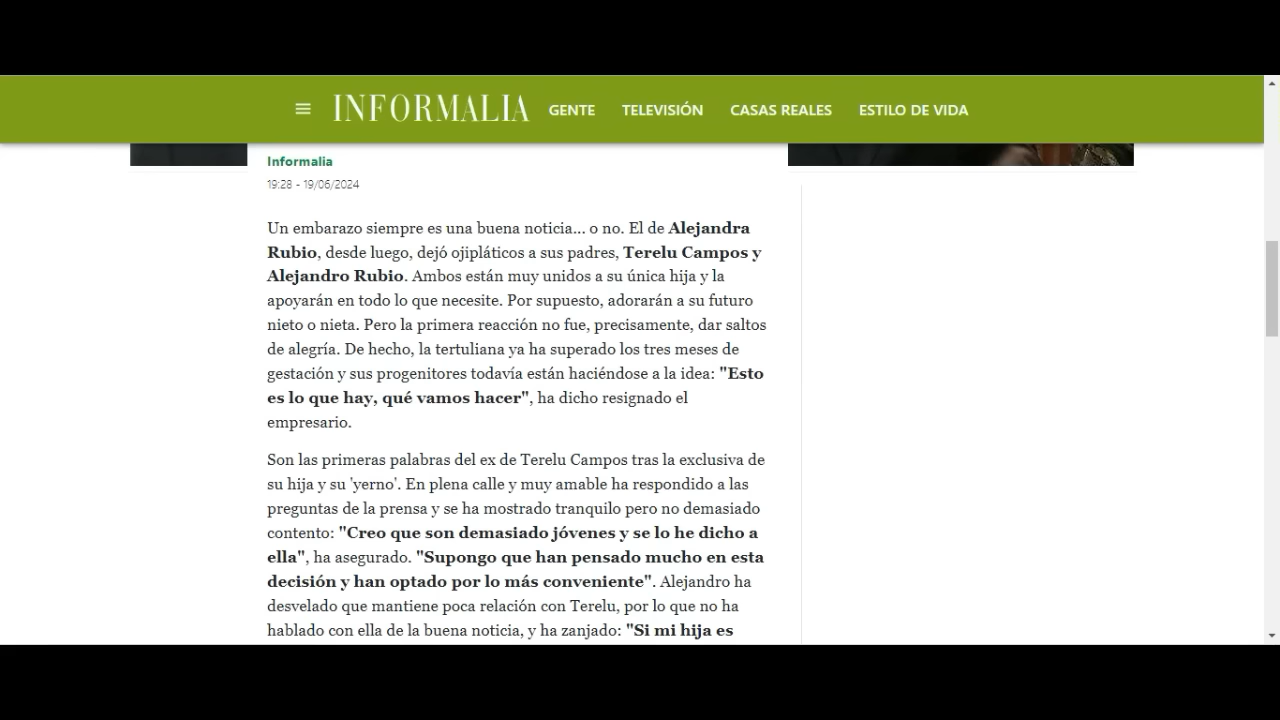 INFORMALIA GENTE TELEVISIÓN CASAS REALES ESTILO DE VIDA
Informalia
19:28 - 19/06/2024
Un embarazo siempre es una buena noticia... o no. El de Alejandra
Rubio, desde luego, dejó ojipláticos a sus padres, Terelu Campos y
Alejandro Rubio. Ambos están muy unidos a su única hija y la
apoyarán en todo lo que necesite. Por supuesto, adorarán a su futuro
nieto o nieta. Pero la primera reacción no fue, precisamente, dar saltos
de alegría. De hecho, la tertuliana ya ha superado los tres meses de
gestación y sus progenitores todavía están haciéndose a la idea: "Esto
es lo que hay, qué vamos hacer", ha dicho resignado el
empresario.
Son las primeras palabras del ex de Terelu Campos tras la exclusiva de
su hija y su 'yerno'. En plena calle y muy amable ha respondido a las
preguntas de la prensa y se ha mostrado tranquilo pero no demasiado
contento: "Creo que son demasiado jóvenes y se lo he dicho a
ella", ha asegurado. "Supongo que han pensado mucho en esta
decisión y han optado por lo más conveniente". Alejandro ha
desvelado que mantiene poca relación con Terelu, por lo que no ha
hablado con ella de la buena noticia, y ha zanjado: "Si mi hija es